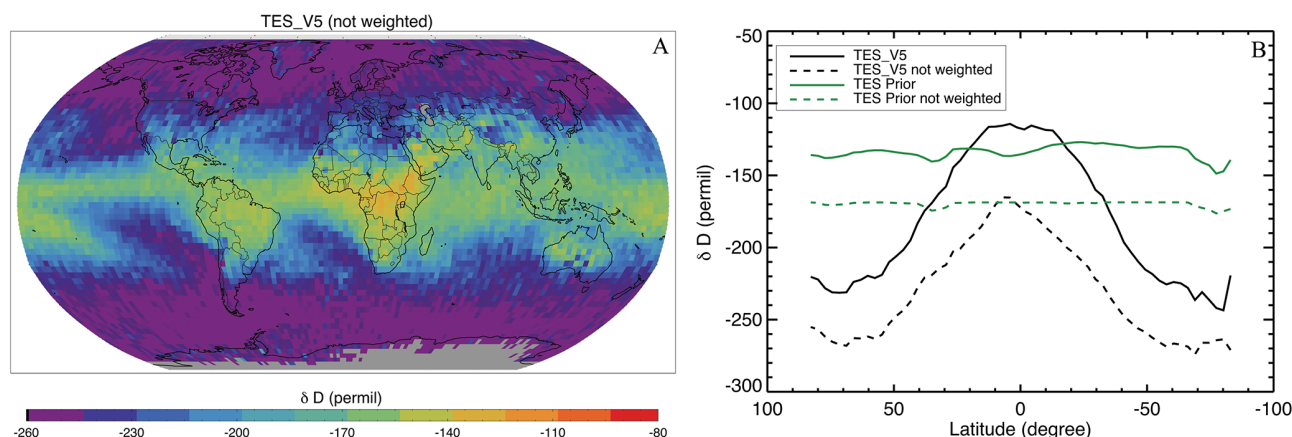 TES_V5 (not weighted)
A
δ D (permil)
-260 -230 -200 -170 -140 -110 -80
B
TES_V5
TES_V5 not weighted
TES Prior
TES Prior not weighted
δ D (permil)
-50
-100
-150
-200
-250
-300
100 50 0 -50 -100
Latitude (degree)